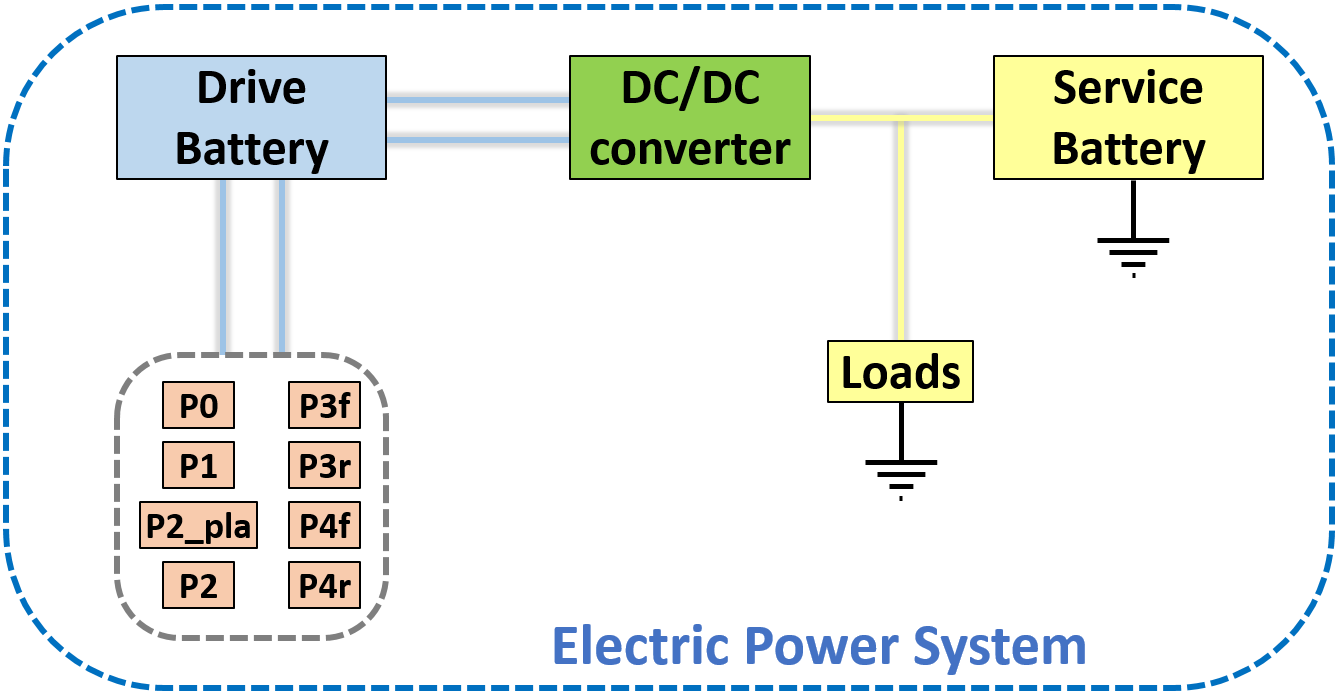 Drive
Battery
DC/DC
converter
Service
Battery
Loads
P0
P3f
P1
P3r
P2_pla
P4f
P2
P4r
Electric Power System